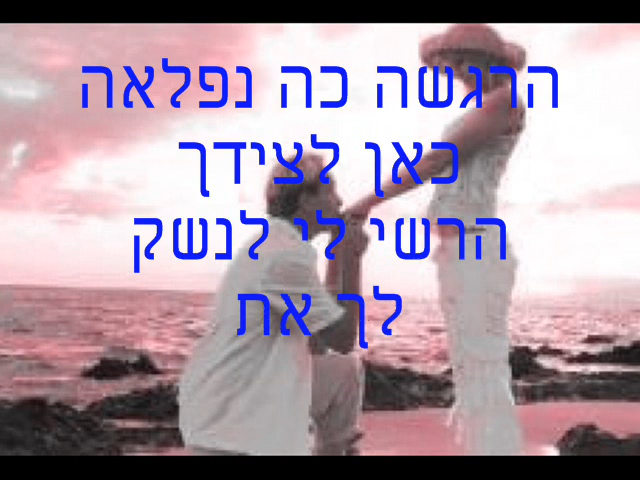 הרגשה כה נפלאה
כאן לצידך
הרשי לי לנשק
לך את